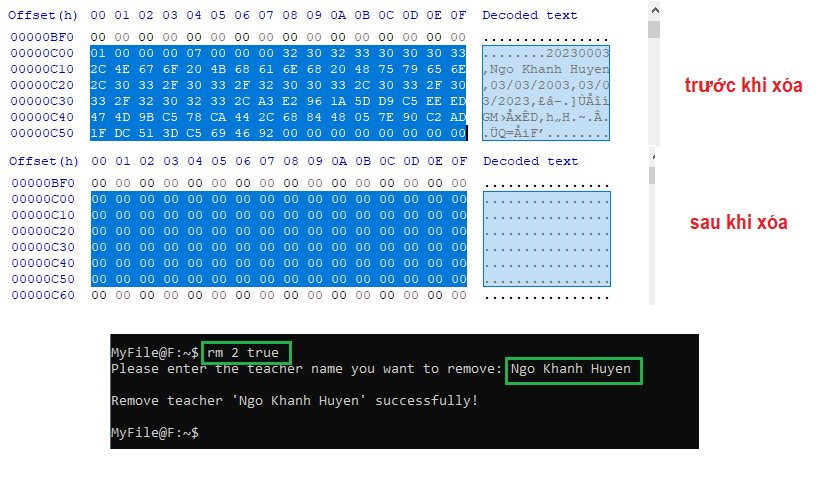 Offset(h) 00 01 02 03 04 05 06 07 08 09 0A 0B 0C 0D 0E 0F Decoded text
00000BF0 00 00 00 00 00 00 00 00 00 00 00 00 00 00 00 00 ................
00000C00 01 00 00 00 07 00 00 00 32 30 32 33 30 30 30 33 ........20230003
00000C10 2C 4E 67 6F 20 4B 68 61 6E 68 20 48 75 79 65 6E ,Ngo Khanh Huyen
00000C20 2C 30 33 2F 30 33 2F 32 30 30 33 2C 30 33 2F 30 ,03/03/2003,03/0
00000C30 33 2F 32 30 32 33 2C A3 E2 96 1A 5D D9 C5 EE ED 3/2023,£â–.]ÙÅîí
00000C40 47 4D 9B C5 78 CA 44 2C 68 84 48 05 7E 90 C2 AD GM›ÅxÊD,h„H.~.Â.
00000C50 1F DC 51 3D C5 69 46 92 00 00 00 00 00 00 00 00 .ÜQ=ÅiF’........
trước khi xóa
Offset(h) 00 01 02 03 04 05 06 07 08 09 0A 0B 0C 0D 0E 0F Decoded text
00000BF0 00 00 00 00 00 00 00 00 00 00 00 00 00 00 00 00 ................
00000C00 00 00 00 00 00 00 00 00 00 00 00 00 00 00 00 00 ................
00000C10 00 00 00 00 00 00 00 00 00 00 00 00 00 00 00 00 ................
00000C20 00 00 00 00 00 00 00 00 00 00 00 00 00 00 00 00 ................
00000C30 00 00 00 00 00 00 00 00 00 00 00 00 00 00 00 00 ................
00000C40 00 00 00 00 00 00 00 00 00 00 00 00 00 00 00 00 ................
00000C50 00 00 00 00 00 00 00 00 00 00 00 00 00 00 00 00 ................
00000C60 00 00 00 00 00 00 00 00 00 00 00 00 00 00 00 00 ................
sau khi xóa
MyFile@F:~$ rm 2 true
Please enter the teacher name you want to remove: Ngo Khanh Huyen
Remove teacher 'Ngo Khanh Huyen' successfully!
MyFile@F:~$